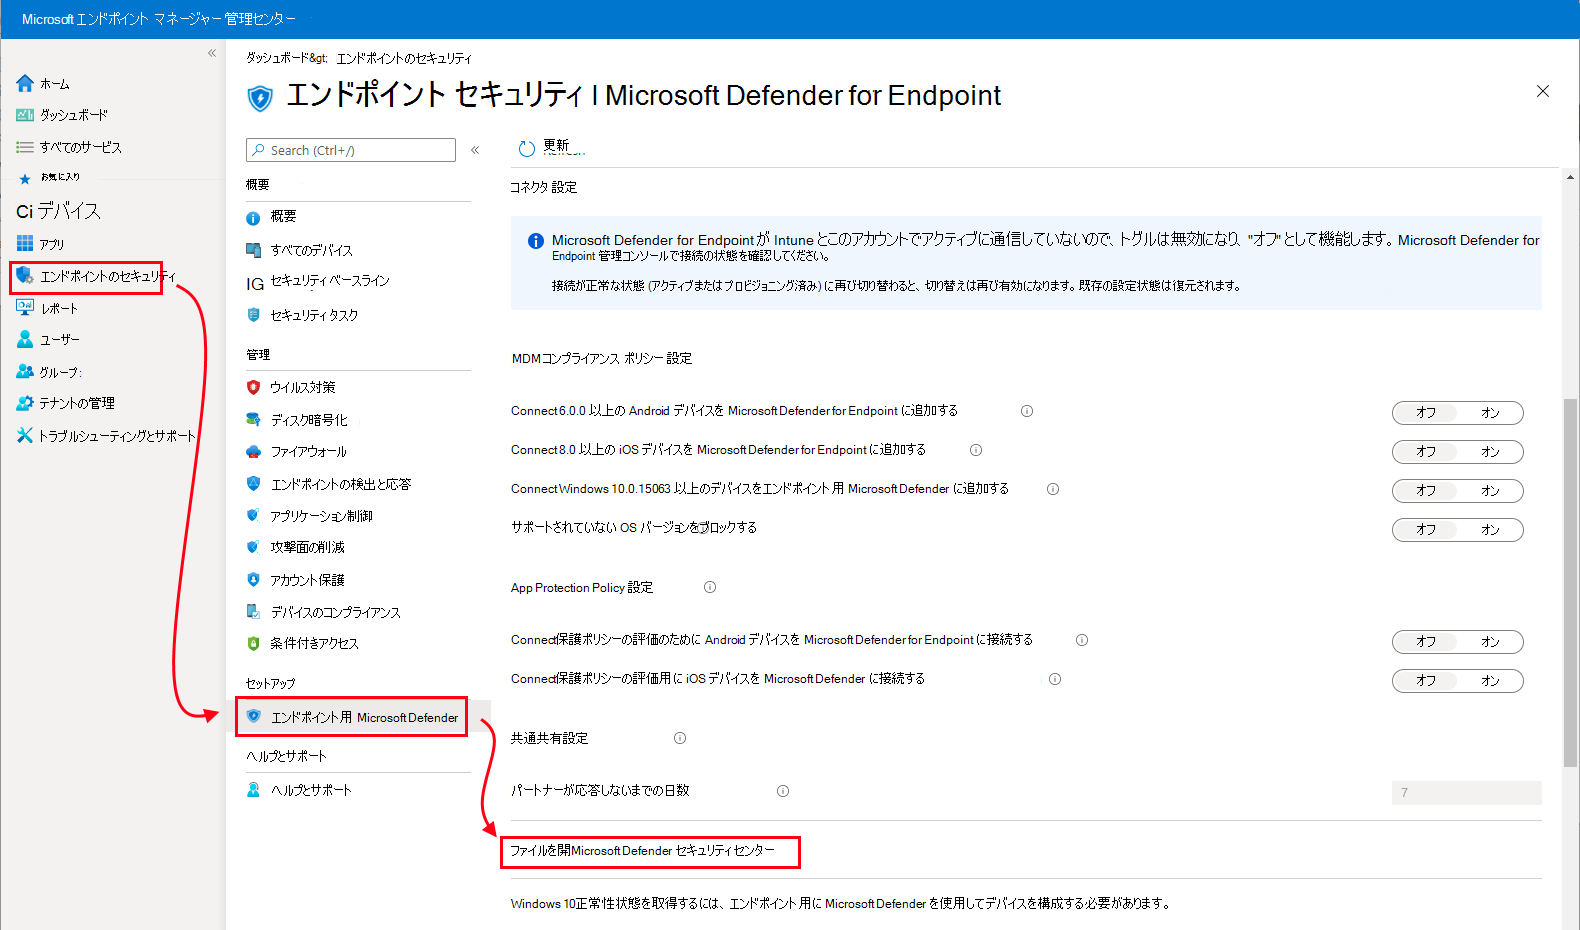 Microsoft エンドポイント マネージャー管理センター
«
ホーム
ダッシュボード
すべてのサービス
お気に入り
Ci デバイス
アプリ
エンドポイントのセキュリティ
レポート
ユーザー
グループ:
テナントの管理
トラブルシューティングとサポート
ダッシュボード&gt; エンドポイントのセキュリティ
エンドポイント セキュリティ | Microsoft Defender for Endpoint
Search (Ctrl+/)
«
概要
概要
すべてのデバイス
IG セキュリティ ベースライン
セキュリティ タスク
管理
ウイルス対策
ディスク暗号化
ファイアウォール
エンドポイントの検出と応答
アプリケーション制御
攻撃面の削減
アカウント保護
デバイスのコンプライアンス
条件付きアクセス
セットアップ
エンドポイント用 Microsoft Defender
ヘルプとサポート
ヘルプとサポート
更新
コネクタ 設定
Microsoft Defender for Endpointが Intune とこのアカウントでアクティブに通信していないので、トグルは無効になり、"オフ" として機能します。Microsoft Defender for
Endpoint 管理コンソールで接続の状態を確認してください。
接続が正常な状態 (アクティブまたは プロビジョニング済み) に再び切り替わると、切り替えは再び有効になります。既存の設定状態は復元されます。
MDMコンプライアンス ポリシー 設定
Connect6.0.0 以上の Android デバイスを Microsoft Defender for Endpoint に追加する
オフ オン
Connect8.0 以上の iOS デバイスを Microsoft Defender for Endpoint に追加する
オフ オン
ConnectWindows 10.0.15063 以上のデバイスをエンドポイント用 Microsoft Defender に追加する
オフ オン
サポートされていない OS バージョンをブロックする
オフ オン
App Protection Policy 設定
Connect保護ポリシーの評価のために Android デバイスを Microsoft Defender for Endpoint に接続する
オフ オン
Connect保護ポリシーの評価用に iOS デバイスを Microsoft Defender に接続する
オフ オン
共通共有設定
パートナーが応答しないまでの日数
7
ファイルを開Microsoft Defender セキュリティセンター
Windows 10正常性状態を取得するには、エンドポイント用に Microsoft Defender を使用してデバイスを構成する必要があります。